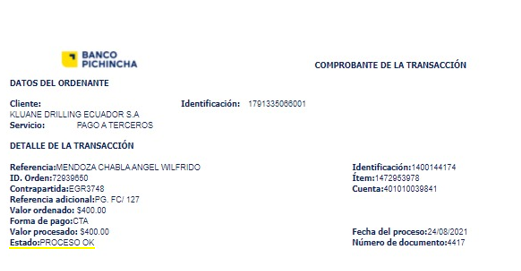 BANCO
PICHINCHA
COMPROBANTE DE LA TRANSACCIÓN
DATOS DEL ORDENANTE
Cliente: Identificación: 1791335066001
KLUANE DRILLING ECUADOR S.A
Servicio: PAGO A TERCEROS
DETALLE DE LA TRANSACCIÓN
Referencia:MENDOZA CHABLA ANGEL WILFRIDO Identificación:1400144174
ID. Orden:72939650 Ítem:1472953978
Contrapartida:EGR3748 Cuenta:401010039841
Referencia adicional:PG. FC/ 127
Valor ordenado: $400.00
Forma de pago:CTA
Valor procesado: $400.00 Fecha del proceso:24/08/2021
Estado:PROCESO OK Número de documento:4417